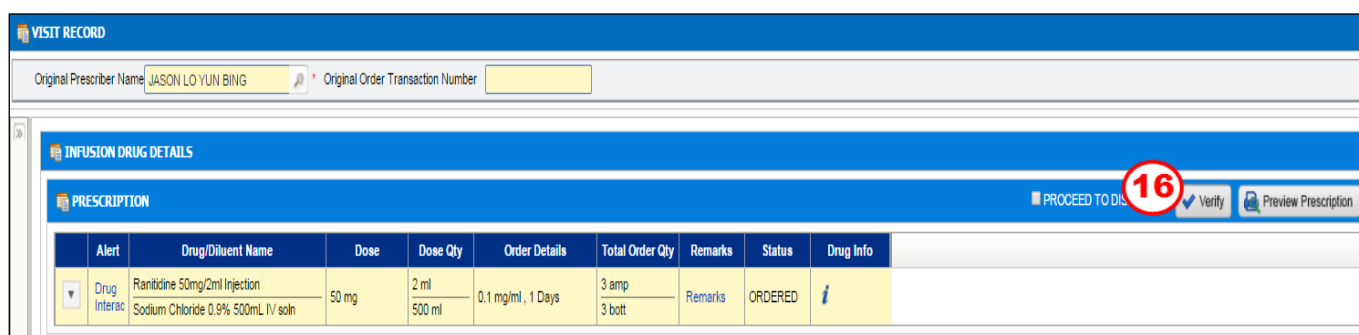 VISIT RECORD
Original Prescriber Name JASON LO YUN BING * Original Order Transaction Number
INFUSION DRUG DETAILS
PRESCRIPTION PROCEED TO DIS 16 Verify Preview Prescription
Alert Drug/Diluent Name Dose Dose Qty Order Details Total Order Qty Remarks Status Drug Info
Drug Interac Ranitidine 50mg/2ml Injection 50 mg 2 ml 0.1 mg/ml , 1 Days 3 amp Remarks ORDERED i
Sodium Chloride 0.9% 500mL IV soln 500 ml 3 bott